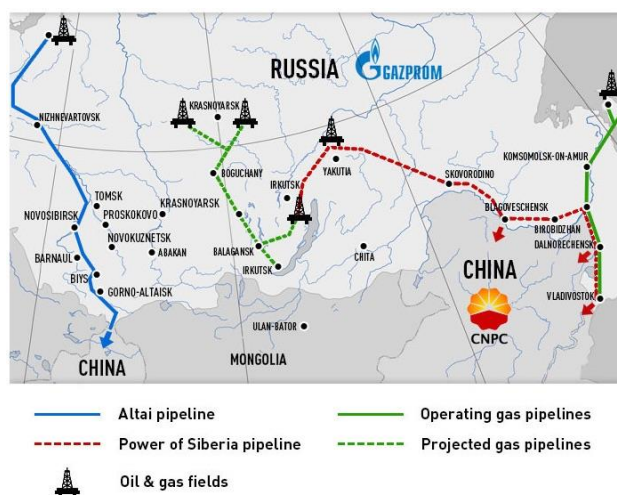 RUSSIA
GAZPROM
NIZHNEVARTOVSK
KRASNOYARSK
BOGUCHANY
IRKUTSK
YAKUTIA
SKOVORODINO
KOMSOMOLSK-ON-AMUR
TOMSK
PROSKOKOVO
KRASNOYARSK
NOVOSIBIRSK
NOVOKUZNETSK
ABAKAN
BALAGANSK
BLAGOVESCHENSK
BIROBIDZHAN
DALNORECHENSK
BARNAUL
BIYS
GORNO-ALTAISK
IRKUTSK
CHITA
CHINA
CNPC
VLADIVOSTOK
ULAN-BATOR
MONGOLIA
CHINA
Altai pipeline
Operating gas pipelines
Power of Siberia pipeline
Projected gas pipelines
Oil & gas fields